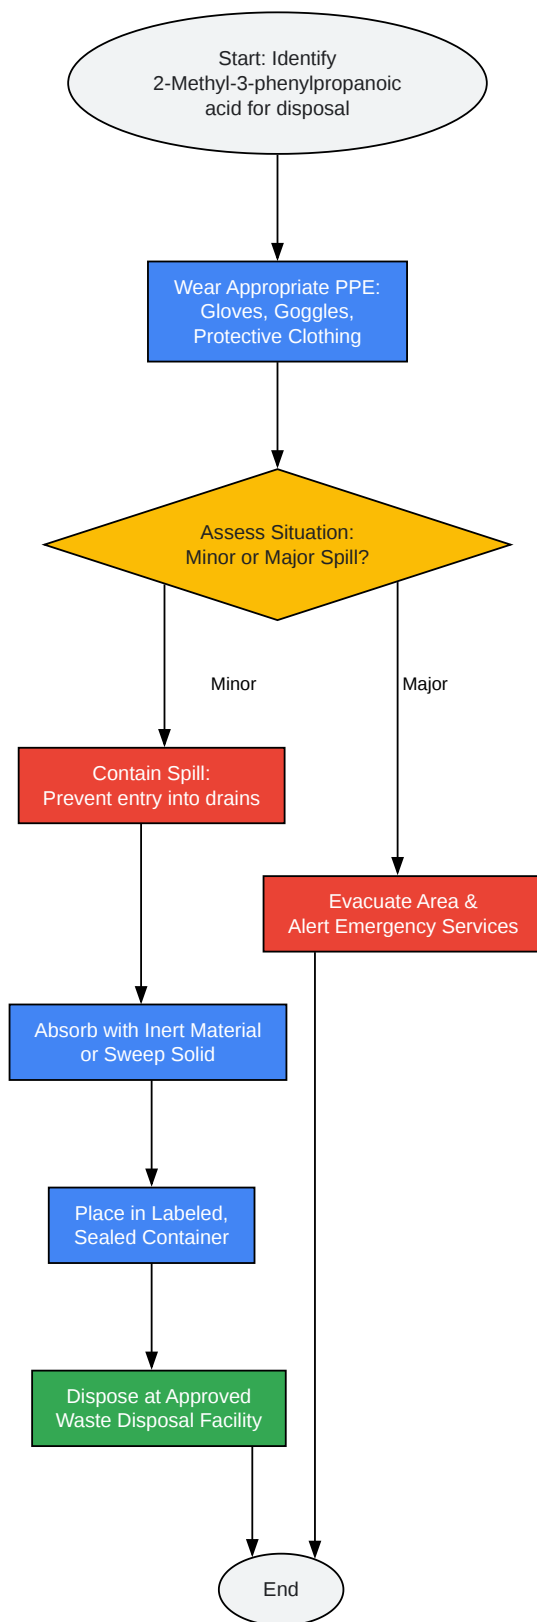 Start: Identify
2-Methyl-3-phenylpropanoic
acid for disposal
Wear Appropriate PPE:
Gloves, Goggles,
Protective Clothing
Assess Situation:
Minor or Major Spill?
Minor
Major
Contain Spill:
Prevent entry into drains
Evacuate Area &
Alert Emergency Services
Absorb with Inert Material
or Sweep Solid
Place in Labeled,
Sealed Container
Dispose at Approved
Waste Disposal Facility
End